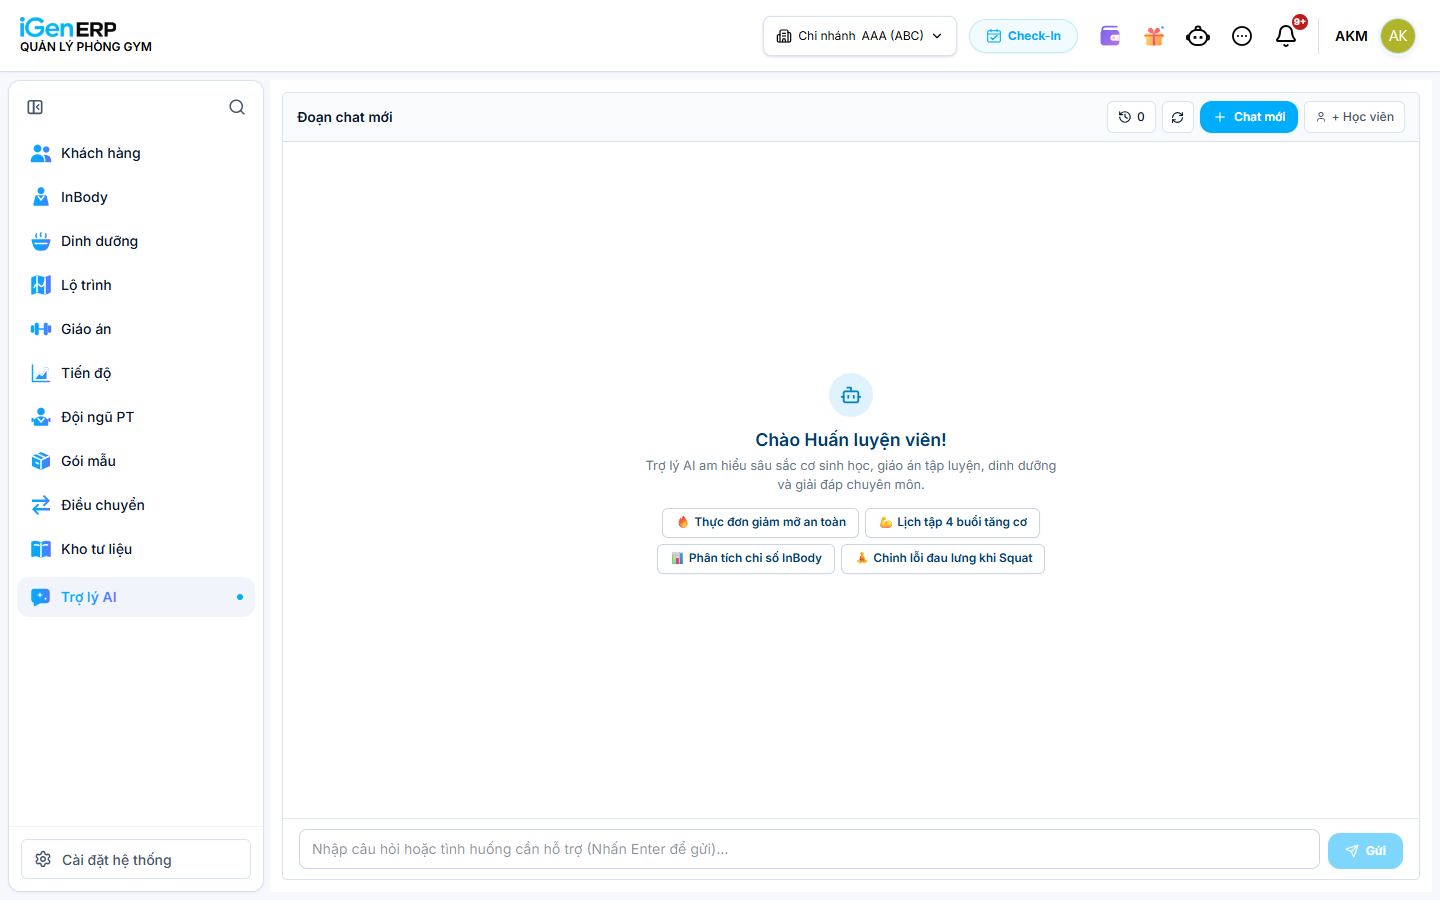 iGen ERP
QUẢN LÝ PHÒNG GYM
Chi nhánh AAA (ABC)
Check-In
9+
AKM
AK
Khách hàng
InBody
Dinh dưỡng
Lộ trình
Giáo án
Tiến độ
Đội ngũ PT
Gói mẫu
Điều chuyển
Kho tư liệu
Trợ lý AI
Cài đặt hệ thống
Đoạn chat mới
0
Chat mới
+ Học viên
Chào Huấn luyện viên!
Trợ lý AI am hiểu sâu sắc cơ sinh học, giáo án tập luyện, dinh dưỡng
và giải đáp chuyên môn.
🔥 Thực đơn giảm mỡ an toàn
💪 Lịch tập 4 buổi tăng cơ
📊 Phân tích chỉ số InBody
🧘 Chỉnh lỗi đau lưng khi Squat
Nhập câu hỏi hoặc tình huống cần hỗ trợ (Nhấn Enter để gửi)...
Gửi